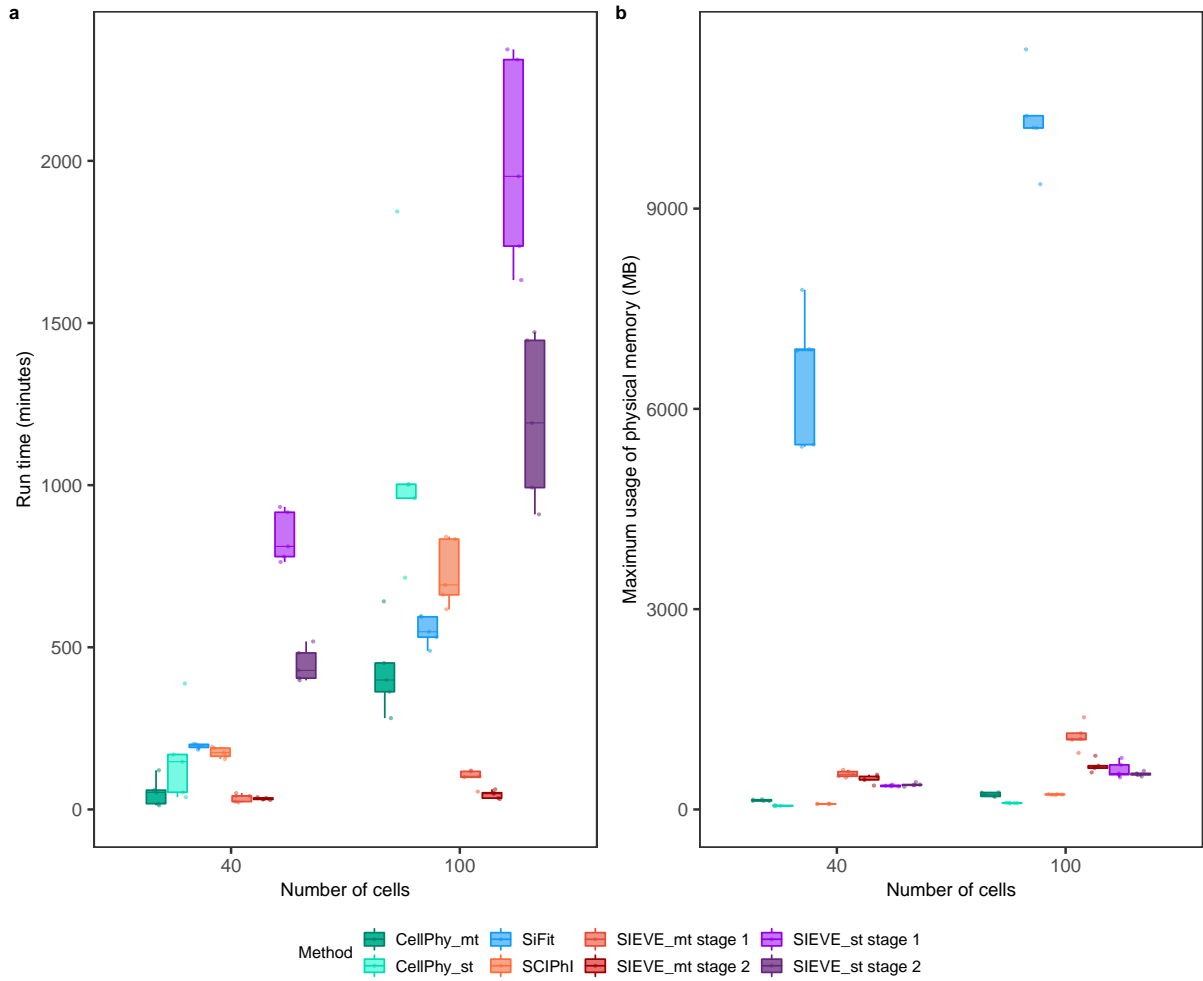 a
2000
1500
1000
500
0
Run time (minutes)
40
100
Number of cells
b
9000
6000
3000
0
Maximum usage of physical memory (MB)
40
100
Number of cells
Method
CellPhy_mt
SiFit
SIEVE_mt stage 1
SIEVE_st stage 1
CellPhy_st
SCIPhI
SIEVE_mt stage 2
SIEVE_st stage 2